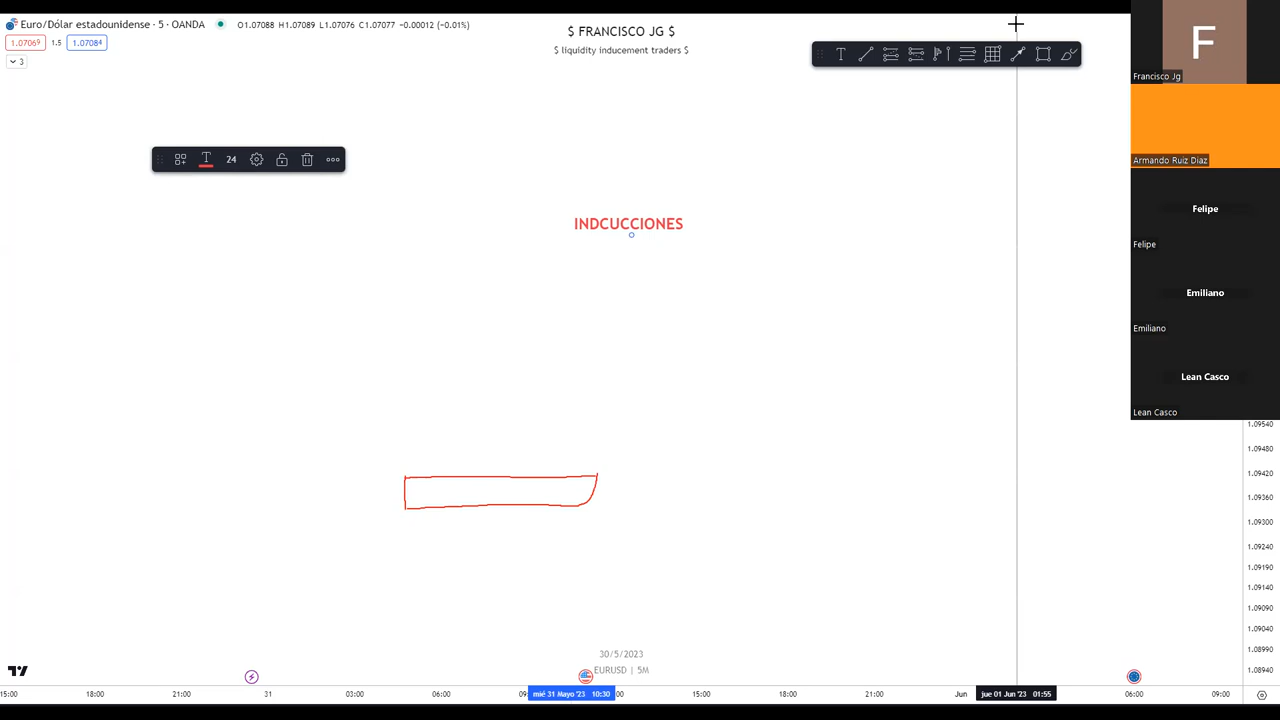 Euro/Dólar estadounidense · 5 · OANDA O1.07088 H1.07089 L1.07076 C1.07077 −0.00012 (−0.01%)
1.07069 1.5 1.07084
3
$ FRANCISCO JG $
$ liquidity inducement traders $
T
T 24
INDCUCCIONES
F
Francisco Jg
Armando Ruiz Diaz
Felipe
Felipe
Emiliano
Emiliano
Lean Casco
Lean Casco
1.09540
1.09480
1.09420
1.09360
1.09300
1.09240
1.09190
1.09140
1.09090
1.09040
1.08990
1.08940
30/5/2023
EURUSD | 5M
15:00 18:00 21:00 31 03:00 06:00 mié 31 Mayo '23 10:30 15:00 18:00 21:00 Jun jue 01 Jun '23 01:55 06:00 09:00